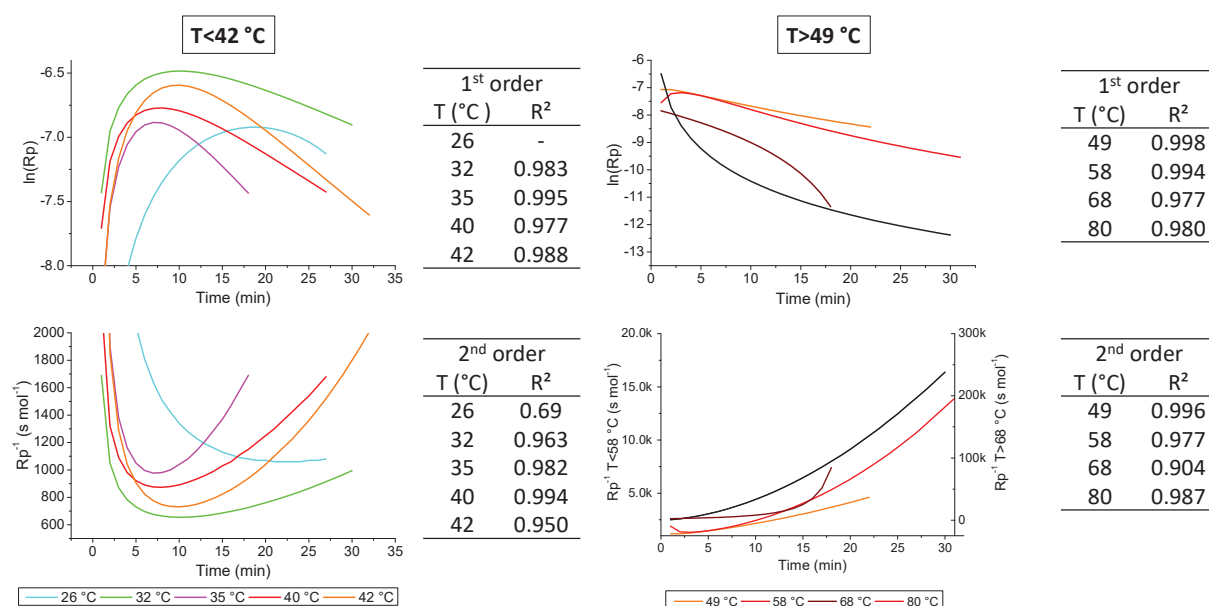 T<42 °C
T>49 °C
ln(Rp)
-6.5
-7.0
-7.5
-8.0
0 5 10 15 20 25 30 35
Time (min)
1st order
T (°C) R²
26 -
32 0.983
35 0.995
40 0.977
42 0.988
ln(Rp)
-6
-7
-8
-9
-10
-11
-12
-13
0 5 10 15 20 25 30
Time (min)
1st order
T (°C) R²
49 0.998
58 0.994
68 0.977
80 0.980
Rp-1 (s mol-1)
2000
1800
1600
1400
1200
1000
800
600
0 5 10 15 20 25 30 35
Time (min)
2nd order
T (°C) R²
26 0.69
32 0.963
35 0.982
40 0.994
42 0.950
Rp-1 T<58 °C (s mol-1)
20.0k
15.0k
10.0k
5.0k
0 5 10 15 20 25 30
Time (min)
300k
200k
100k
0
Rp-1 T>68 °C (s mol-1)
2nd order
T (°C) R²
49 0.996
58 0.977
68 0.904
80 0.987
26 °C 32 °C 35 °C 40 °C 42 °C
49 °C 58 °C 68 °C 80 °C